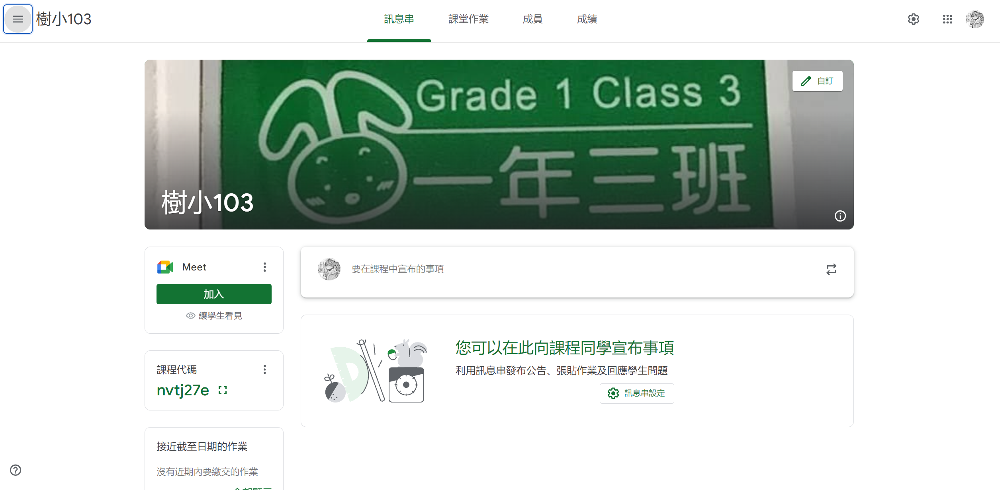 樹小103
訊息串
課堂作業
成員
成績
Grade 1 Class 3
自訂
一年三班
樹小103
Meet
加入
讓學生看見
要在課程中宣布的事項
您可以在此向課程同學宣布事項
利用訊息串發布公告、張貼作業及回應學生問題
訊息串設定
課程代碼
nvtj27e
接近截至日期的作業
沒有近期內要繳交的作業